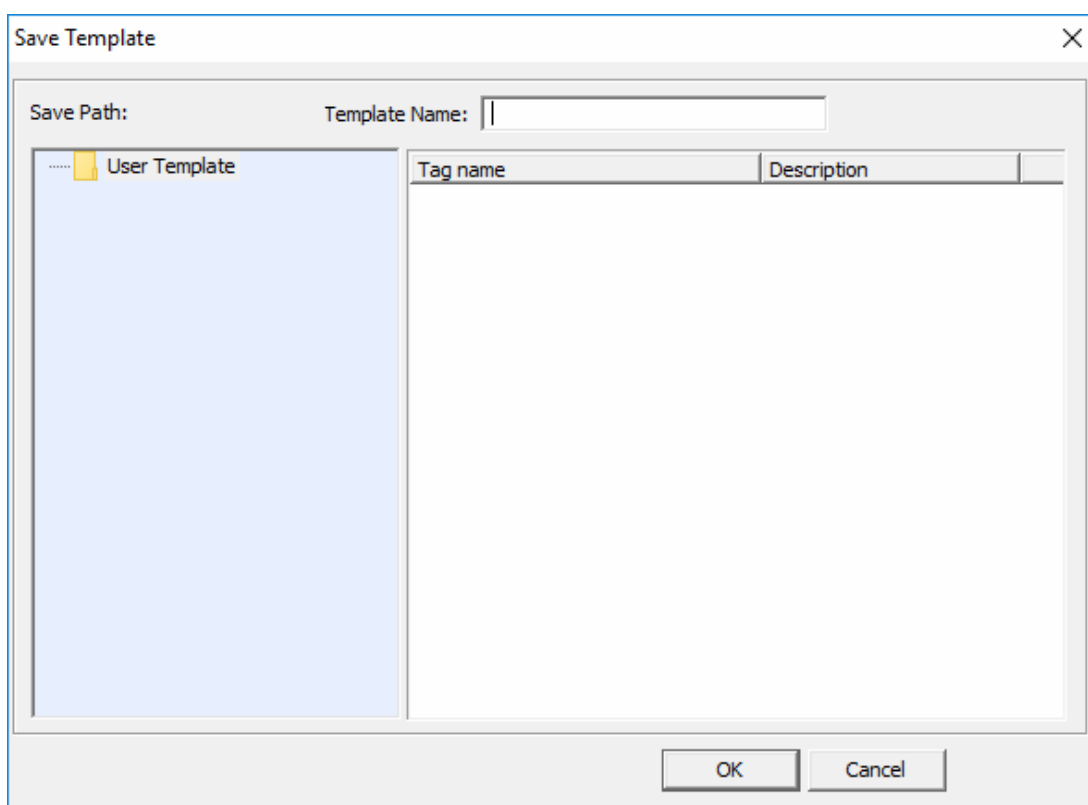 Save Template
Save Path: Template Name:
User Template
Tag name Description
OK Cancel